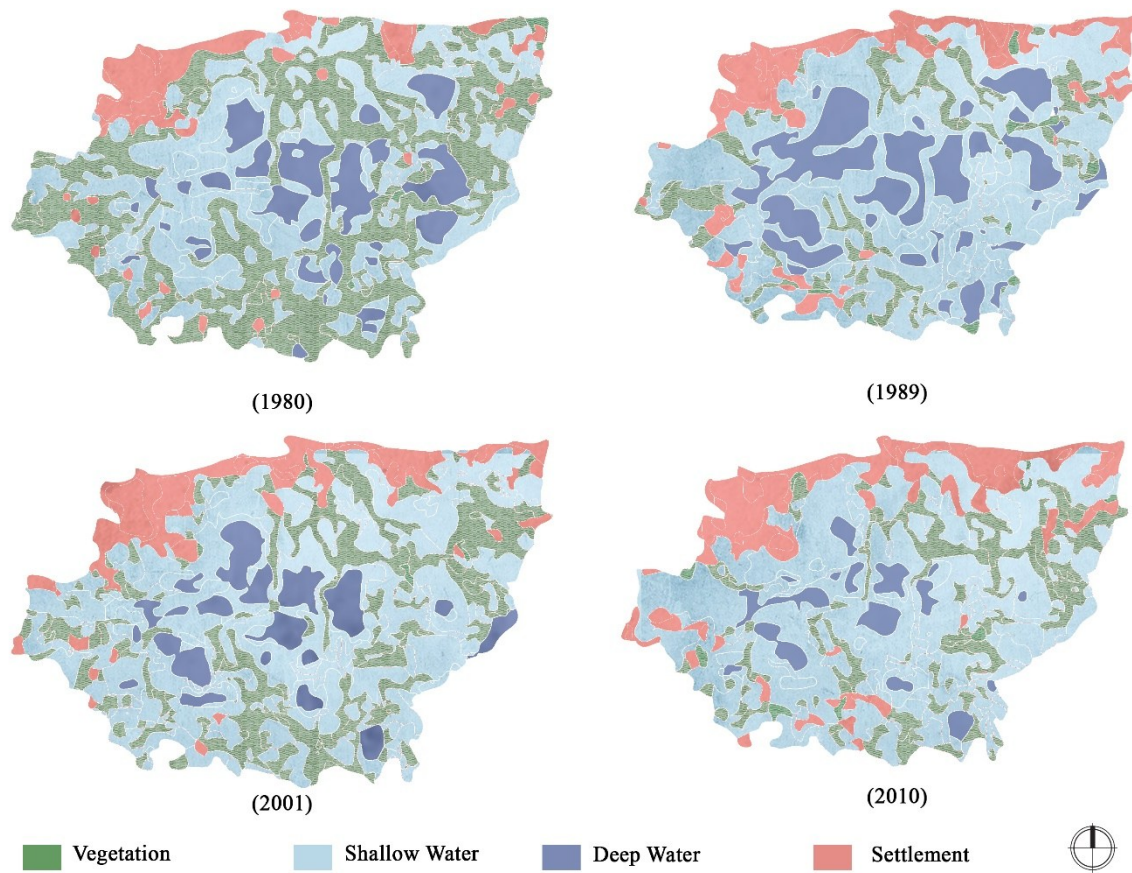 (1980)
(1989)
(2001)
(2010)
Vegetation
Shallow Water
Deep Water
Settlement